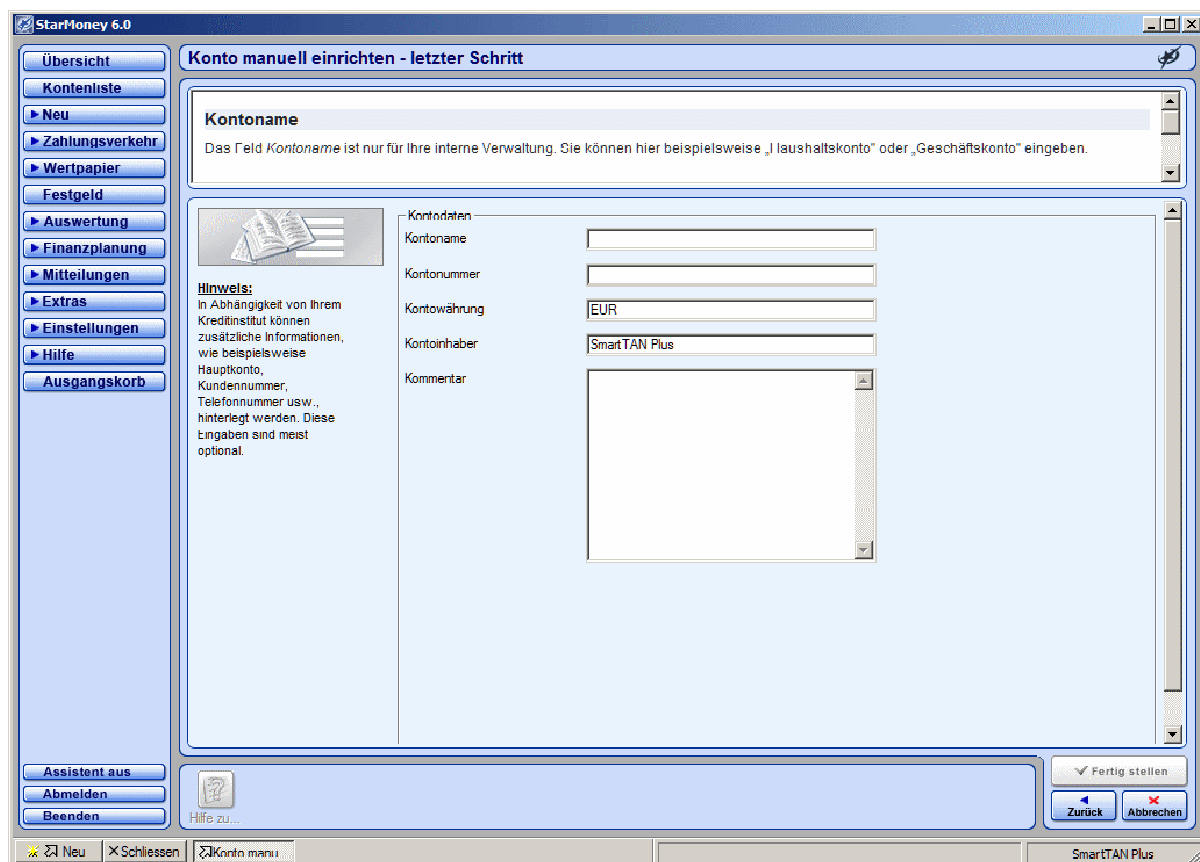 StarMoney 6.0
Übersicht
Kontenliste
Neu
Zahlungsverkehr
Wertpapier
Festgeld
Auswertung
Finanzplanung
Mitteilungen
Extras
Einstellungen
Hilfe
Ausgangskorb
Assistent aus
Abmelden
Beenden
Konto manuell einrichten - letzter Schritt
Kontoname
Das Feld Kontoname ist nur für Ihre interne Verwaltung. Sie können hier beispielsweise „Haushaltskonto" oder „Geschäftskonto" eingeben.
Hinweis:
In Abhängigkeit von Ihrem
Kreditinstitut können
zusätzliche Informationen,
wie beispielsweise
Hauptkonto,
Kundennummer,
Telefonnummer usw.,
hinterlegt werden. Diese
Eingaben sind meist
optional.
Kontodaten
Kontoname
Kontonummer
Kontowährung EUR
Kontoinhaber SmartTAN Plus
Kommentar
Hilfe zu...
Fertig stellen
Zurück
Abbrechen
Neu
Schliessen
Konto manu
SmartTAN Plus